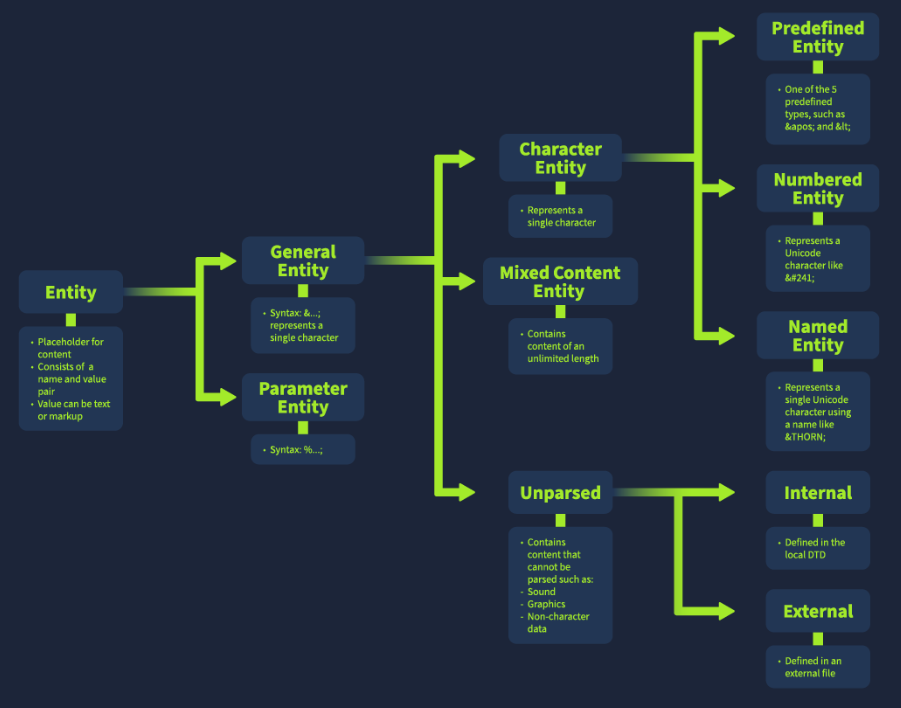 Entity
• Placeholder for
content
• Consists of a
name and value
pair
• Value can be text
or markup
General
Entity
• Syntax: &...;
represents a
single character
Parameter
Entity
• Syntax: %...;
Character
Entity
• Represents a
single character
Mixed Content
Entity
• Contains
content of an
unlimited length
Unparsed
• Contains
content that
cannot be
parsed such as:
- Sound
- Graphics
- Non-character
data
Predefined
Entity
• One of the 5
predefined
types, such as
&apos; and &lt;
Numbered
Entity
• Represents a
Unicode
character like
&#241;
Named
Entity
• Represents a
single Unicode
character using
a name like
&THORN;
Internal
• Defined in the
local DTD
External
• Defined in an
external file